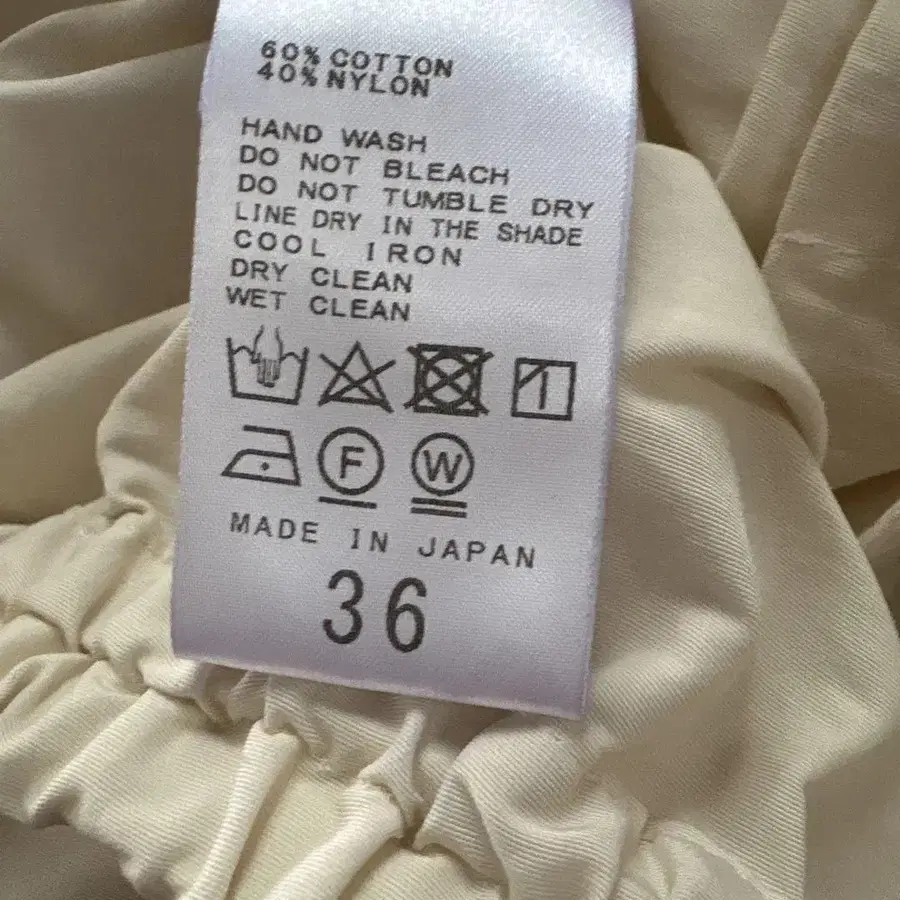 60% COTTON
40% NYLON
HAND WASH
DO NOT BLEACH
DO NOT TUMBLE DRY
LINE DRY IN THE SHADE
COOL IRON
DRY CLEAN
WET CLEAN
F W
MADE IN JAPAN
36